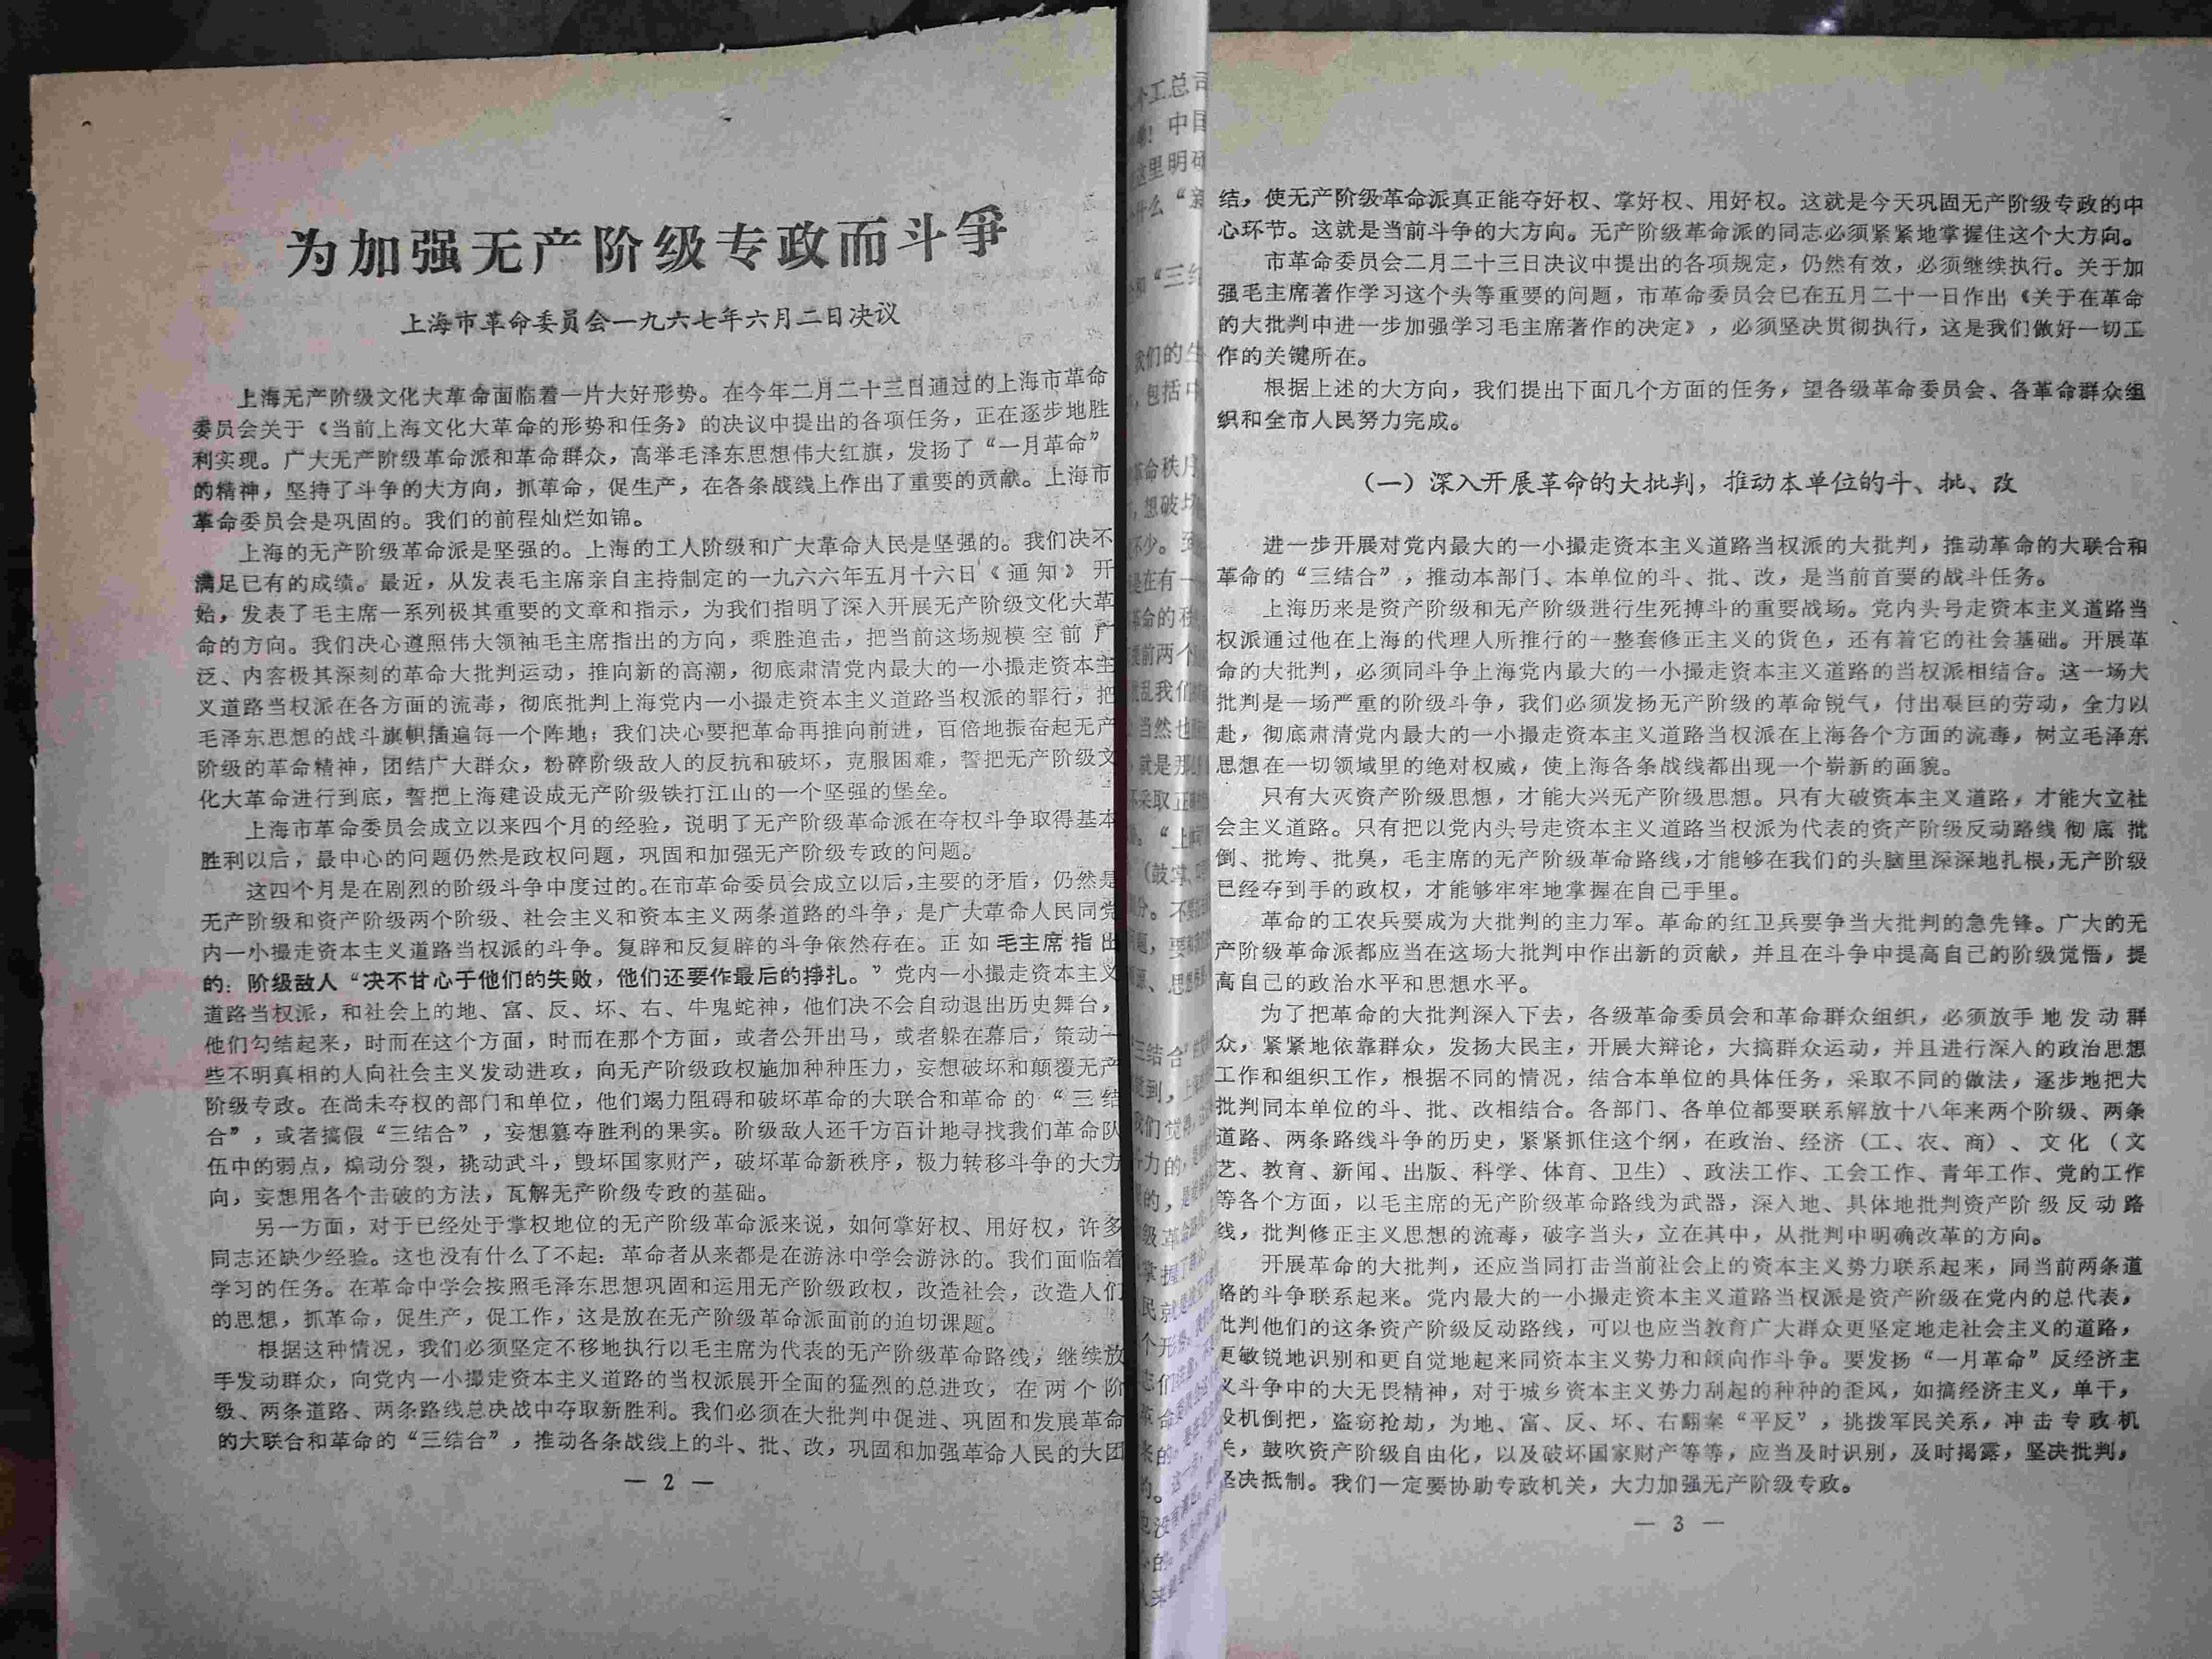 为加强无产阶级专政而斗爭
上海市革命委员会一九六七年六月二日决议
上海无产阶级文化大革命面临着一片大好形势。在今年二月二十三日通过的上海市革命
委员会关于《当前上海文化大革命的形势和任务》的决议中提出的各项任务，正在逐步地胜
利实现。广大无产阶级革命派和革命群众，高举毛泽东思想伟大红旗，发扬了“一月革命”
的精神，坚持了斗争的大方向，抓革命，促生产，在各条战线上作出了重要的贡献。上海市
革命委员会是巩固的。我们的前程灿烂如锦。
上海的无产阶级革命派是坚强的。上海的工人阶级和广大革命人民是坚强的。我们决不
满足已有的成绩。最近，从发表毛主席亲自主持制定的一九六六年五月十六日《通知》开
始，发表了毛主席一系列极其重要的文章和指示，为我们指明了深入开展无产阶级文化大革
命的方向。我们决心遵照伟大领袖毛主席指出的方向，乘胜追击，把当前这场规模空前广
泛、内容极其深刻的革命大批判运动，推向新的高潮，彻底肃清党内最大的一小撮走资本主
义道路当权派在各方面的流毒，彻底批判上海党内一小撮走资本主义道路当权派的罪行，把
毛泽东思想的战斗旗帜插遍每一个阵地；我们决心要把革命再推向前进，百倍地振奋起无产
阶级的革命精神，团结广大群众，粉碎阶级敌人的反抗和破坏，克服困难，誓把无产阶级文
化大革命进行到底，誓把上海建设成无产阶级铁打江山的一个坚强的堡垒。
上海市革命委员会成立以来四个月的经验，说明了无产阶级革命派在夺权斗争取得基本
胜利以后，最中心的问题仍然是政权问题，巩固和加强无产阶级专政的问题。
这四个月是在剧烈的阶级斗争中度过的。在市革命委员会成立以后，主要的矛盾，仍然是
无产阶级和资产阶级两个阶级、社会主义和资本主义两条道路的斗争，是广大革命人民同党
内一小撮走资本主义道路当权派的斗争。复辟和反复辟的斗争依然存在。正如毛主席指出
的：阶级敌人“决不甘心于他们的失败，他们还要作最后的挣扎。”党内一小撮走资本主义
道路当权派，和社会上的地、富、反、坏、右、牛鬼蛇神，他们决不会自动退出历史舞台，
他们勾结起来，时而在这个方面，时而在那个方面，或者公开出马，或者躲在幕后，策动一
些不明真相的人向社会主义发动进攻，向无产阶级政权施加种种压力，妄想破坏和颠覆无产
阶级专政。在尚未夺权的部门和单位，他们竭力阻碍和破坏革命的大联合和革命的“三结
合”，或者搞假“三结合”，妄想篡夺胜利的果实。阶级敌人还千方百计地寻找我们革命队
伍中的弱点，煽动分裂，挑动武斗，毁坏国家财产，破坏革命新秩序，极力转移斗争的大方
向，妄想用各个击破的方法，瓦解无产阶级专政的基础。
另一方面，对于已经处于掌权地位的无产阶级革命派来说，如何掌好权、用好权，许多
同志还缺少经验。这也没有什么了不起：革命者从来都是在游泳中学会游泳的。我们面临着
学习的任务。在革命中学会按照毛泽东思想巩固和运用无产阶级政权，改造社会，改造人们
的思想，抓革命，促生产，促工作，这是放在无产阶级革命派面前的迫切课题。
根据这种情况，我们必须坚定不移地执行以毛主席为代表的无产阶级革命路线，继续放
手发动群众，向党内一小撮走资本主义道路的当权派展开全面的猛烈的总进攻，在两个阶
级、两条道路、两条路线总决战中夺取新胜利。我们必须在大批判中促进、巩固和发展革命
的大联合和革命的“三结合”，推动各条战线上的斗、批、改，巩固和加强革命人民的大团
— 2 —
结，使无产阶级革命派真正能夺好权、掌好权、用好权。这就是今天巩固无产阶级专政的中
心环节。这就是当前斗争的大方向。无产阶级革命派的同志必须紧紧地掌握住这个大方向。
市革命委员会二月二十三日决议中提出的各项规定，仍然有效，必须继续执行。关于加
强毛主席著作学习这个头等重要的问题，市革命委员会已在五月二十一日作出《关于在革命
的大批判中进一步加强学习毛主席著作的决定》，必须坚决贯彻执行，这是我们做好一切工
作的关键所在。
根据上述的大方向，我们提出下面几个方面的任务，望各级革命委员会、各革命群众组
织和全市人民努力完成。
（一）深入开展革命的大批判，推动本单位的斗、批、改
进一步开展对党内最大的一小撮走资本主义道路当权派的大批判，推动革命的大联合和
革命的“三结合”，推动本部门、本单位的斗、批、改，是当前首要的战斗任务。
上海历来是资产阶级和无产阶级进行生死搏斗的重要战场。党内头号走资本主义道路当
权派通过他在上海的代理人所推行的一整套修正主义的货色，还有着它的社会基础。开展革
命的大批判，必须同斗争上海党内最大的一小撮走资本主义道路的当权派相结合。这一场大
批判是一场严重的阶级斗争，我们必须发扬无产阶级的革命锐气，付出艰巨的劳动，全力以
赴，彻底肃清党内最大的一小撮走资本主义道路当权派在上海各个方面的流毒，树立毛泽东
思想在一切领域里的绝对权威，使上海各条战线都出现一个崭新的面貌。
只有大灭资产阶级思想，才能大兴无产阶级思想。只有大破资本主义道路，才能大立社
会主义道路。只有把以党内头号走资本主义道路当权派为代表的资产阶级反动路线彻底批
倒、批垮、批臭，毛主席的无产阶级革命路线，才能够在我们的头脑里深深地扎根，无产阶级
已经夺到手的政权，才能够牢牢地掌握在自己手里。
革命的工农兵要成为大批判的主力军。革命的红卫兵要争当大批判的急先锋。广大的无
产阶级革命派都应当在这场大批判中作出新的贡献，并且在斗争中提高自己的阶级觉悟，提
高自己的政治水平和思想水平。
为了把革命的大批判深入下去，各级革命委员会和革命群众组织，必须放手地发动群
众，紧紧地依靠群众，发扬大民主，开展大辩论，大搞群众运动，并且进行深入的政治思想
工作和组织工作，根据不同的情况，结合本单位的具体任务，采取不同的做法，逐步地把大
批判同本单位的斗、批、改相结合。各部门、各单位都要联系解放十八年来两个阶级、两条
道路、两条路线斗争的历史，紧紧抓住这个纲，在政治、经济（工、农、商）、文化（文
艺、教育、新闻、出版、科学、体育、卫生）、政法工作、工会工作、青年工作、党的工作
等各个方面，以毛主席的无产阶级革命路线为武器，深入地、具体地批判资产阶级反动路
线，批判修正主义思想的流毒，破字当头，立在其中，从批判中明确改革的方向。
开展革命的大批判，还应当同打击当前社会上的资本主义势力联系起来，同当前两条道
路的斗争联系起来。党内最大的一小撮走资本主义道路当权派是资产阶级在党内的总代表，
批判他们的这条资产阶级反动路线，可以也应当教育广大群众更坚定地走社会主义的道路，
更敏锐地识别和更自觉地起来同资本主义势力和倾向作斗争。要发扬“一月革命”反经济主
义斗争中的大无畏精神，对于城乡资本主义势力刮起的种种的歪风，如搞经济主义，单干，
投机倒把，盗窃抢劫，为地、富、反、坏、右翻案“平反”，挑拨军民关系，冲击专政机
关，鼓吹资产阶级自由化，以及破坏国家财产等等，应当及时识别，及时揭露，坚决批判，
坚决抵制。我们一定要协助专政机关，大力加强无产阶级专政。
— 3 —